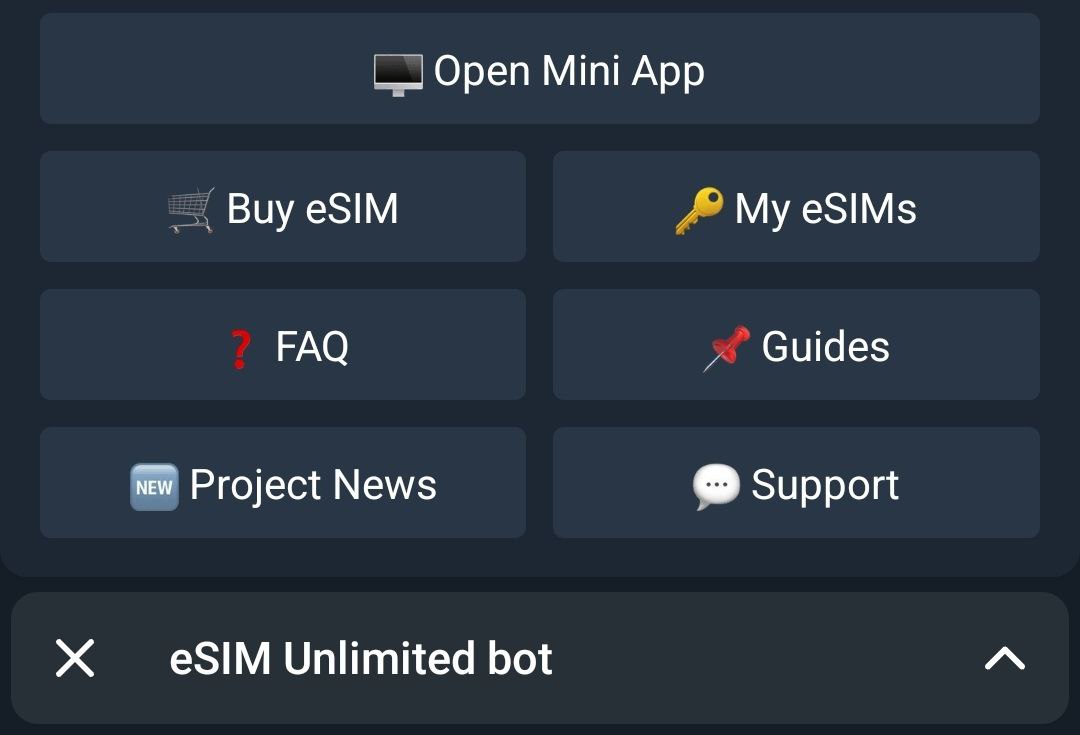 Open Mini App
Buy eSIM
My eSIMs
❓ FAQ
Guides
NEW Project News
Support
eSIM Unlimited bot